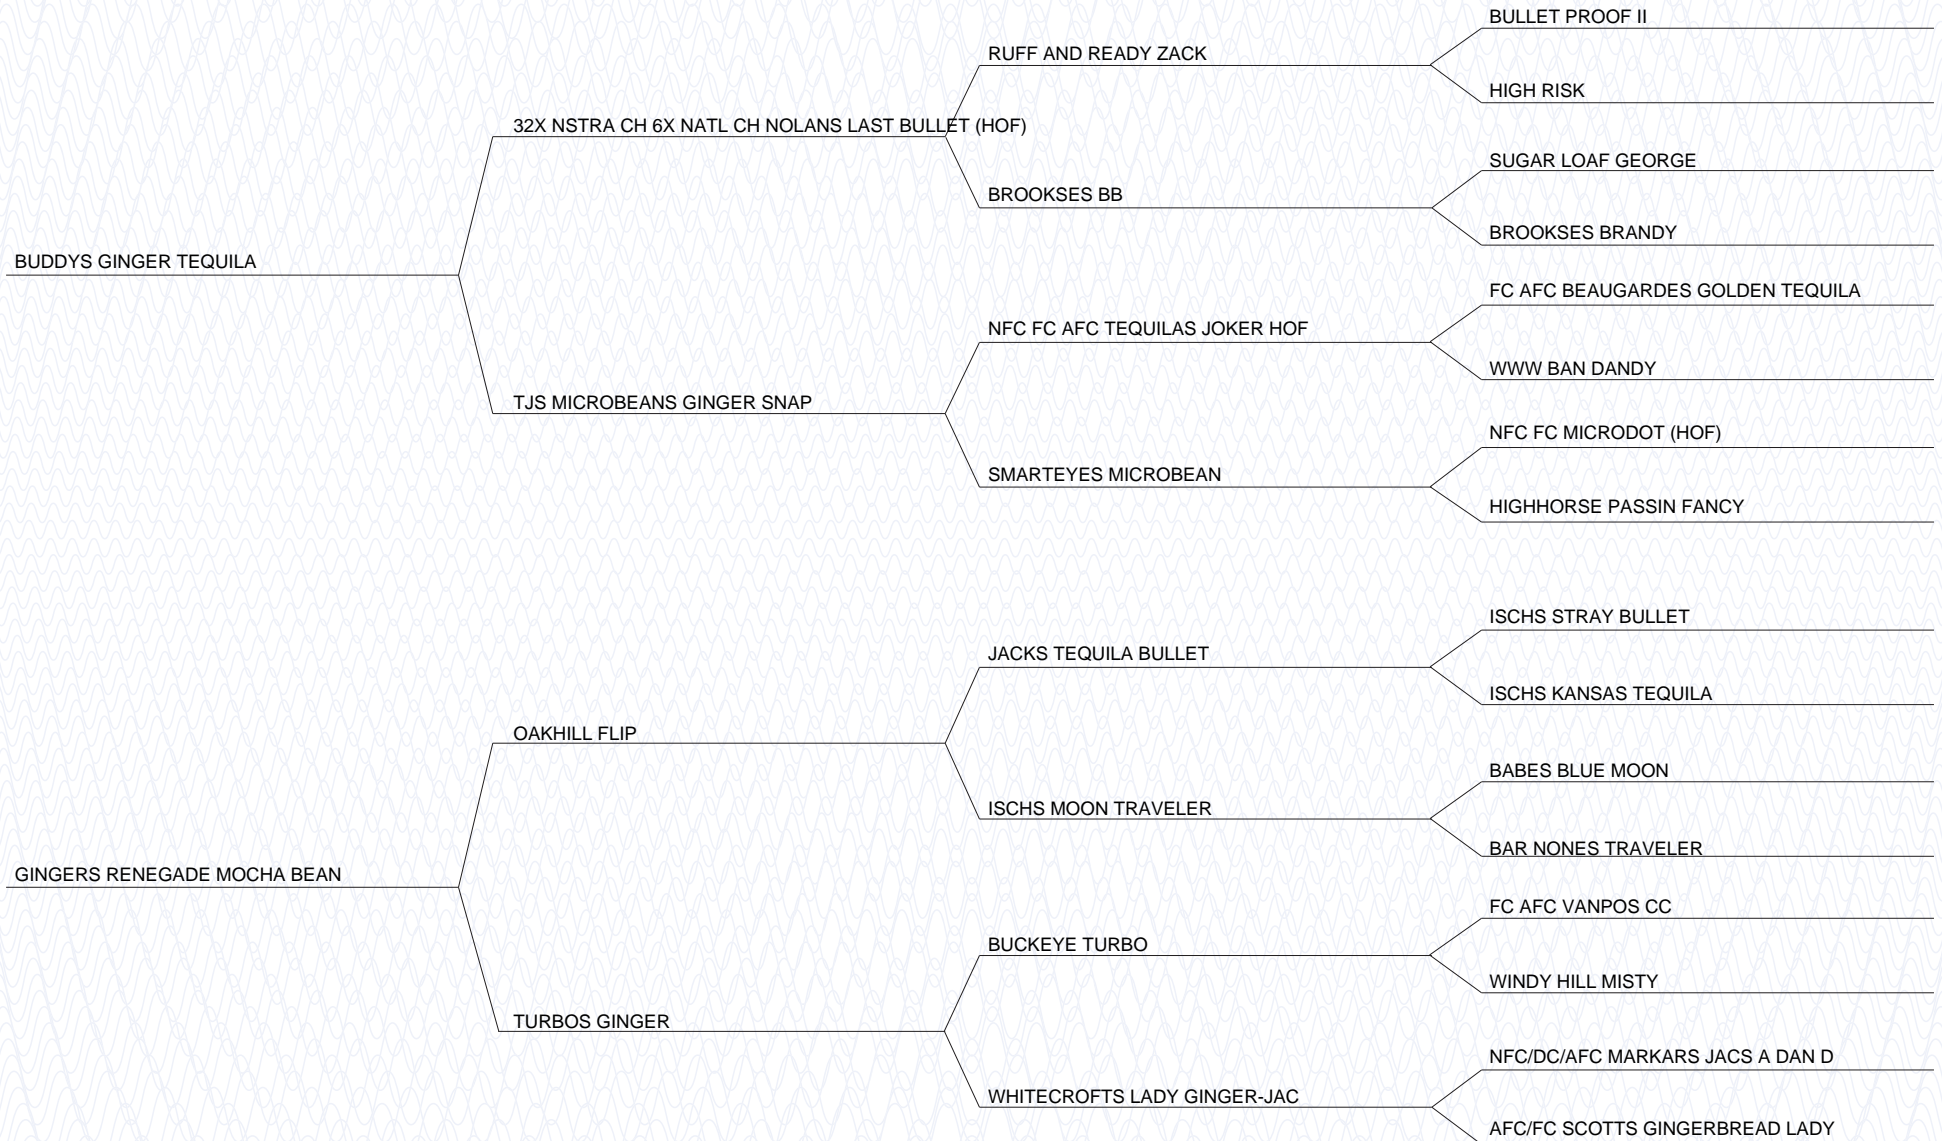 BULLET PROOF II
RUFF AND READY ZACK
HIGH RISK
32X NSTRA CH 6X NATL CH NOLANS LAST BULLET (HOF)
SUGAR LOAF GEORGE
BROOKSES BB
BROOKSES BRANDY
BUDDYS GINGER TEQUILA
FC AFC BEAUGARDES GOLDEN TEQUILA
NFC FC AFC TEQUILAS JOKER HOF
WWW BAN DANDY
TJS MICROBEANS GINGER SNAP
NFC FC MICRODOT (HOF)
SMARTEYES MICROBEAN
HIGHHORSE PASSIN FANCY
ISCHS STRAY BULLET
JACKS TEQUILA BULLET
ISCHS KANSAS TEQUILA
OAKHILL FLIP
BABES BLUE MOON
ISCHS MOON TRAVELER
BAR NONES TRAVELER
GINGERS RENEGADE MOCHA BEAN
FC AFC VANPOS CC
BUCKEYE TURBO
WINDY HILL MISTY
TURBOS GINGER
NFC/DC/AFC MARKARS JACS A DAN D
WHITECROFTS LADY GINGER-JAC
AFC/FC SCOTTS GINGERBREAD LADY